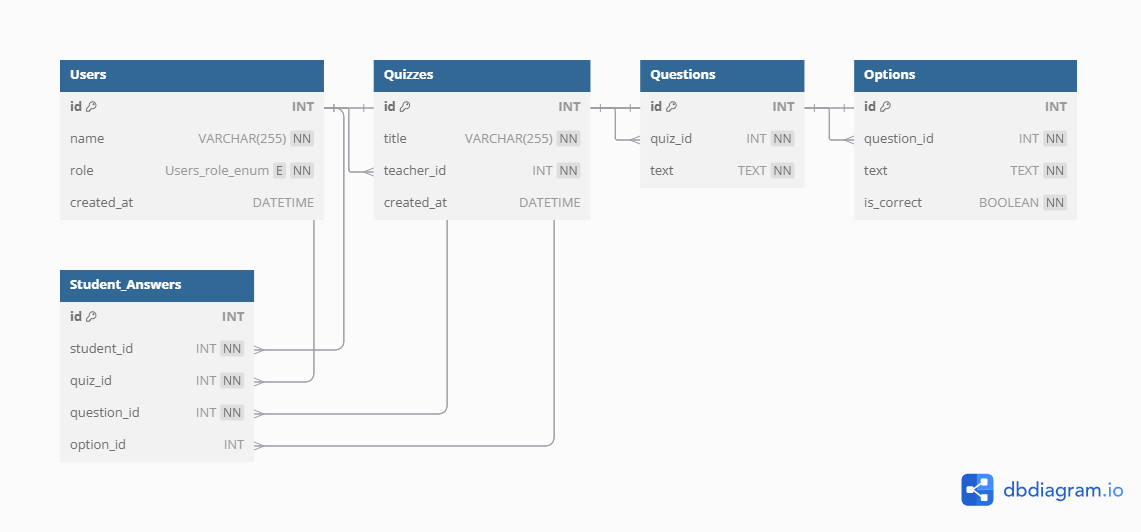 Users
id INT
name VARCHAR(255) NN
role Users_role_enum E NN
created_at DATETIME
Quizzes
id INT
title VARCHAR(255) NN
teacher_id INT NN
created_at DATETIME
Questions
id INT
quiz_id INT NN
text TEXT NN
Options
id INT
question_id INT NN
text TEXT NN
is_correct BOOLEAN NN
Student_Answers
id INT
student_id INT NN
quiz_id INT NN
question_id INT NN
option_id INT
dbdiagram.io